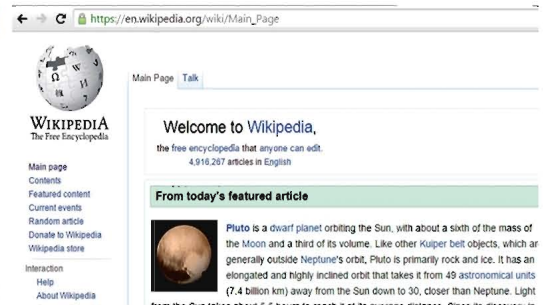 https://en.wikipedia.org/wiki/Main_Page
WIKIPEDIA
The Free Encyclopedia
Main page
Contents
Featured content
Current events
Random article
Donate to Wikipedia
Wikipedia store
Interaction
Help
About Wikipedia
Main Page Talk
Welcome to Wikipedia,
the free encyclopedia that anyone can edit.
4,916,267 articles in English
From today's featured article
Pluto is a dwarf planet orbiting the Sun, with about a sixth of the mass of
the Moon and a third of its volume. Like other Kuiper belt objects, which are
generally outside Neptune's orbit, Pluto is primarily rock and ice. It has an
elongated and highly inclined orbit that takes it from 49 astronomical units
(7.4 billion km) away from the Sun down to 30, closer than Neptune. Light